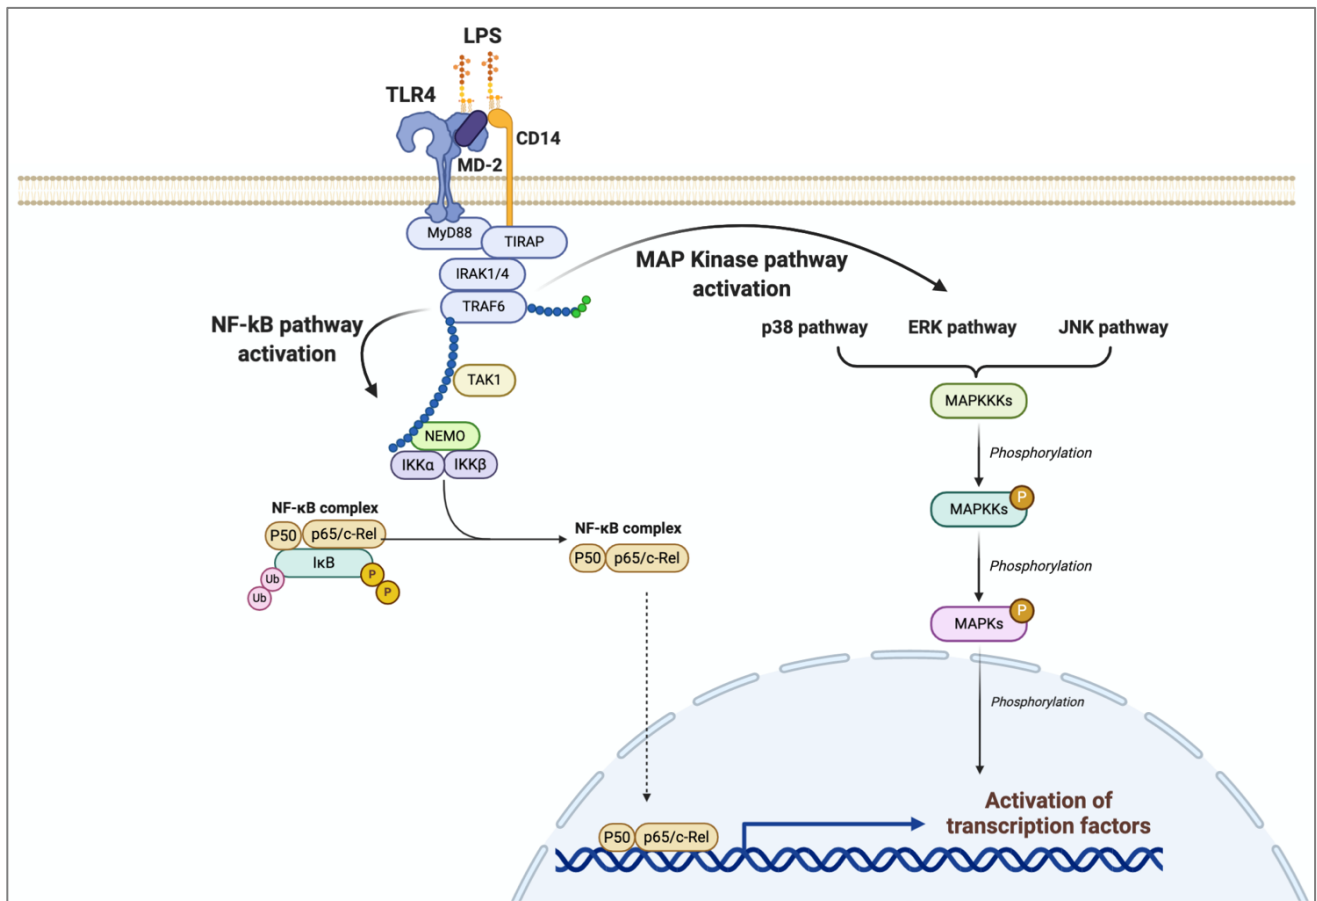 LPS
TLR4
CD14
MD-2
MyD88
TIRAP
IRAK1/4
TRAF6
MAP Kinase pathway
activation
NF-kB pathway
activation
p38 pathway
ERK pathway
JNK pathway
TAK1
MAPKKKs
NEMO
IKKα
IKKβ
Phosphorylation
MAPKKs
P
NF-κB complex
P50
p65/c-Rel
IκB
Ub
Ub
P
P
NF-κB complex
P50
p65/c-Rel
Phosphorylation
MAPKs
P
Phosphorylation
Activation of
transcription factors
P50
p65/c-Rel